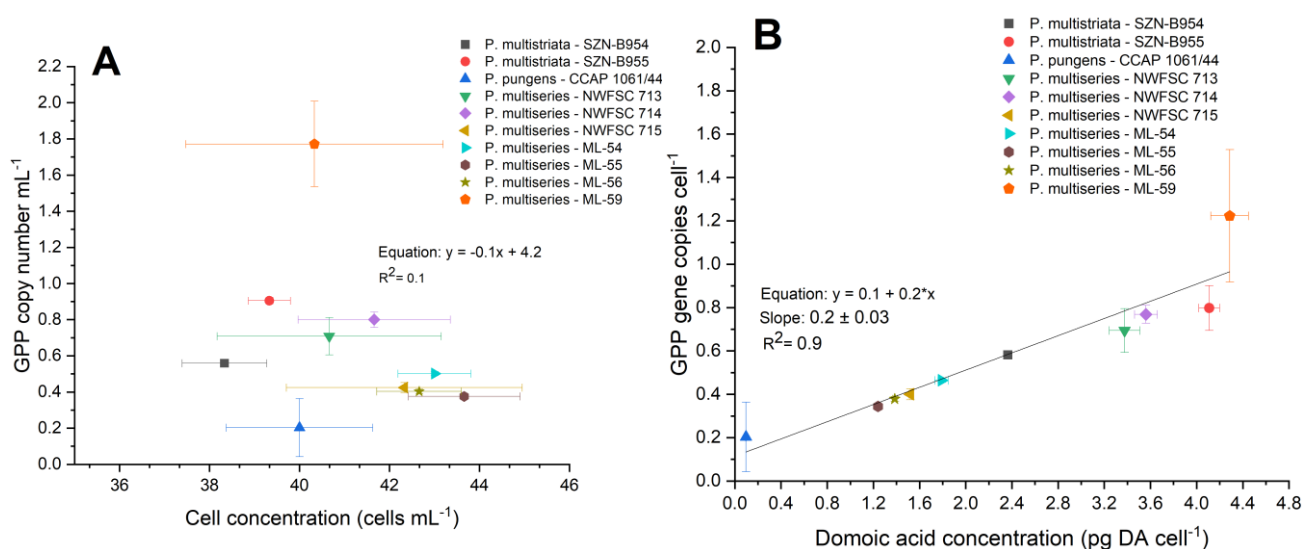 A
P. multistriata - SZN-B954
P. multistriata - SZN-B955
P. pungens - CCAP 1061/44
P. multiseries - NWFSC 713
P. multiseries - NWFSC 714
P. multiseries - NWFSC 715
P. multiseries - ML-54
P. multiseries - ML-55
P. multiseries - ML-56
P. multiseries - ML-59
Equation: y = -0.1x + 4.2
R²= 0.1
GPP copy number mL⁻¹
2.2
2.0
1.8
1.6
1.4
1.2
1.0
0.8
0.6
0.4
0.2
0.0
36 38 40 42 44 46
Cell concentration (cells mL⁻¹)
B
P. multistriata - SZN-B954
P. multistriata - SZN-B955
P. pungens - CCAP 1061/44
P. multiseries - NWFSC 713
P. multiseries - NWFSC 714
P. multiseries - NWFSC 715
P. multiseries - ML-54
P. multiseries - ML-55
P. multiseries - ML-56
P. multiseries - ML-59
Equation: y = 0.1 + 0.2*x
Slope: 0.2 ± 0.03
R²= 0.9
GPP gene copies cell⁻¹
2.0
1.8
1.6
1.4
1.2
1.0
0.8
0.6
0.4
0.2
0.0
0.0 0.4 0.8 1.2 1.6 2.0 2.4 2.8 3.2 3.6 4.0 4.4 4.8
Domoic acid concentration (pg DA cell⁻¹)